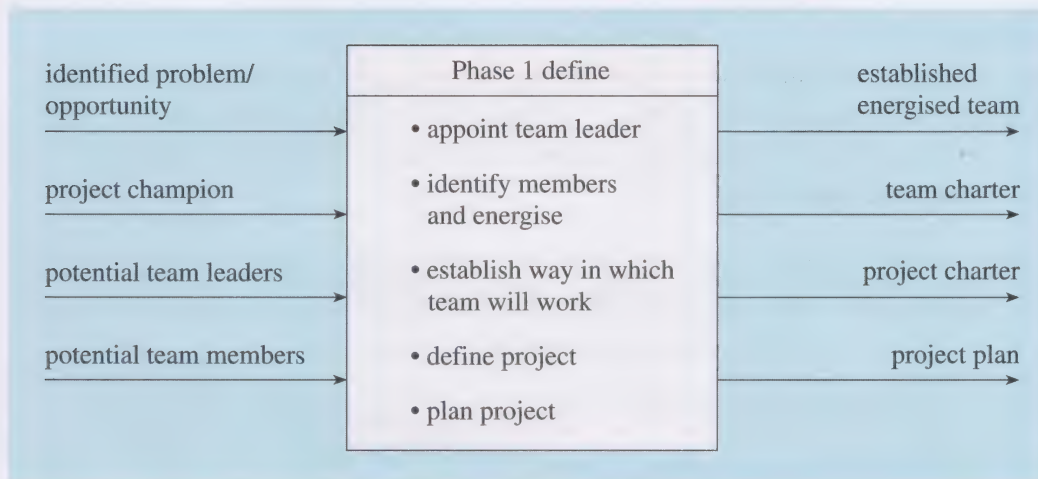 identified problem/
opportunity
project champion
potential team leaders
potential team members
Phase 1 define
• appoint team leader
• identify members
and energise
• establish way in which
team will work
• define project
• plan project
established
energised team
team charter
project charter
project plan